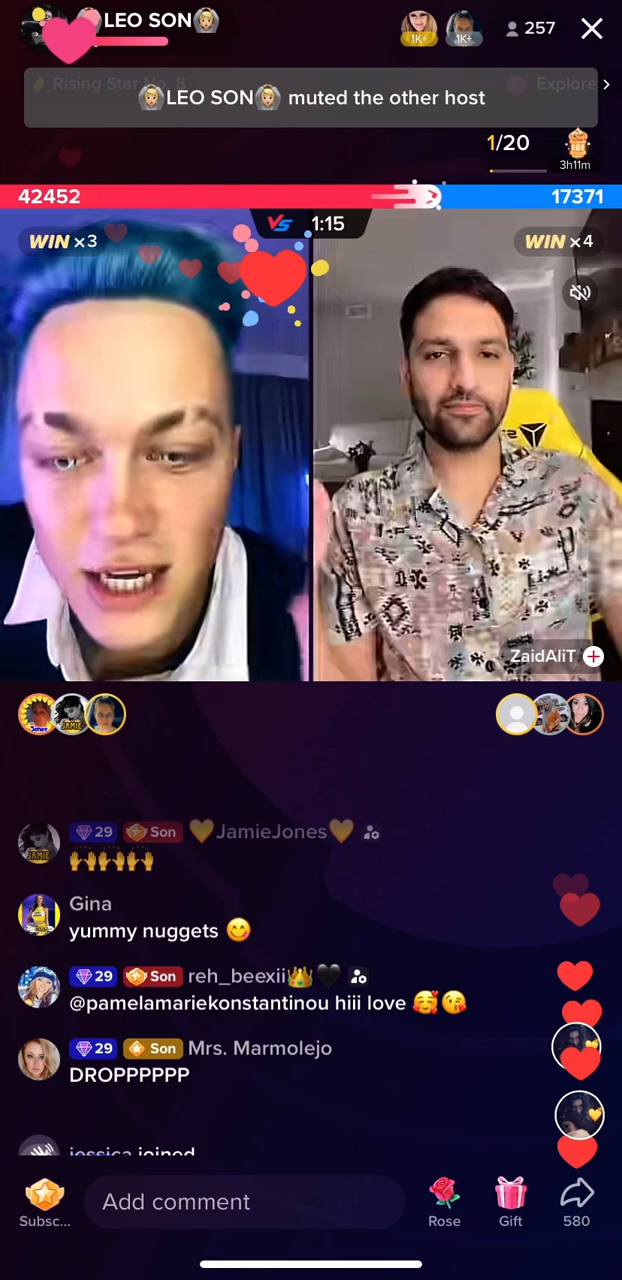 👰🏼LEO SON👰🏼
1K+
1K+
257
Rising Star No. 8
Explore
👰🏼LEO SON👰🏼 muted the other host
1/20
3h11m
42452
17371
VS 1:15
WIN ×3
WIN ×4
ZaidAliT
29 Son 💛JamieJones💛
🙌🙌🙌🙌
Gina
yummy nuggets 😋
29 Son reh_beexii👑🖤
@pamelamariekonstantinou hiii love 🥰😘
29 Son Mrs. Marmolejo
DROPPPPPP
jessica joined
Subsc...
Add comment
Rose
Gift
580